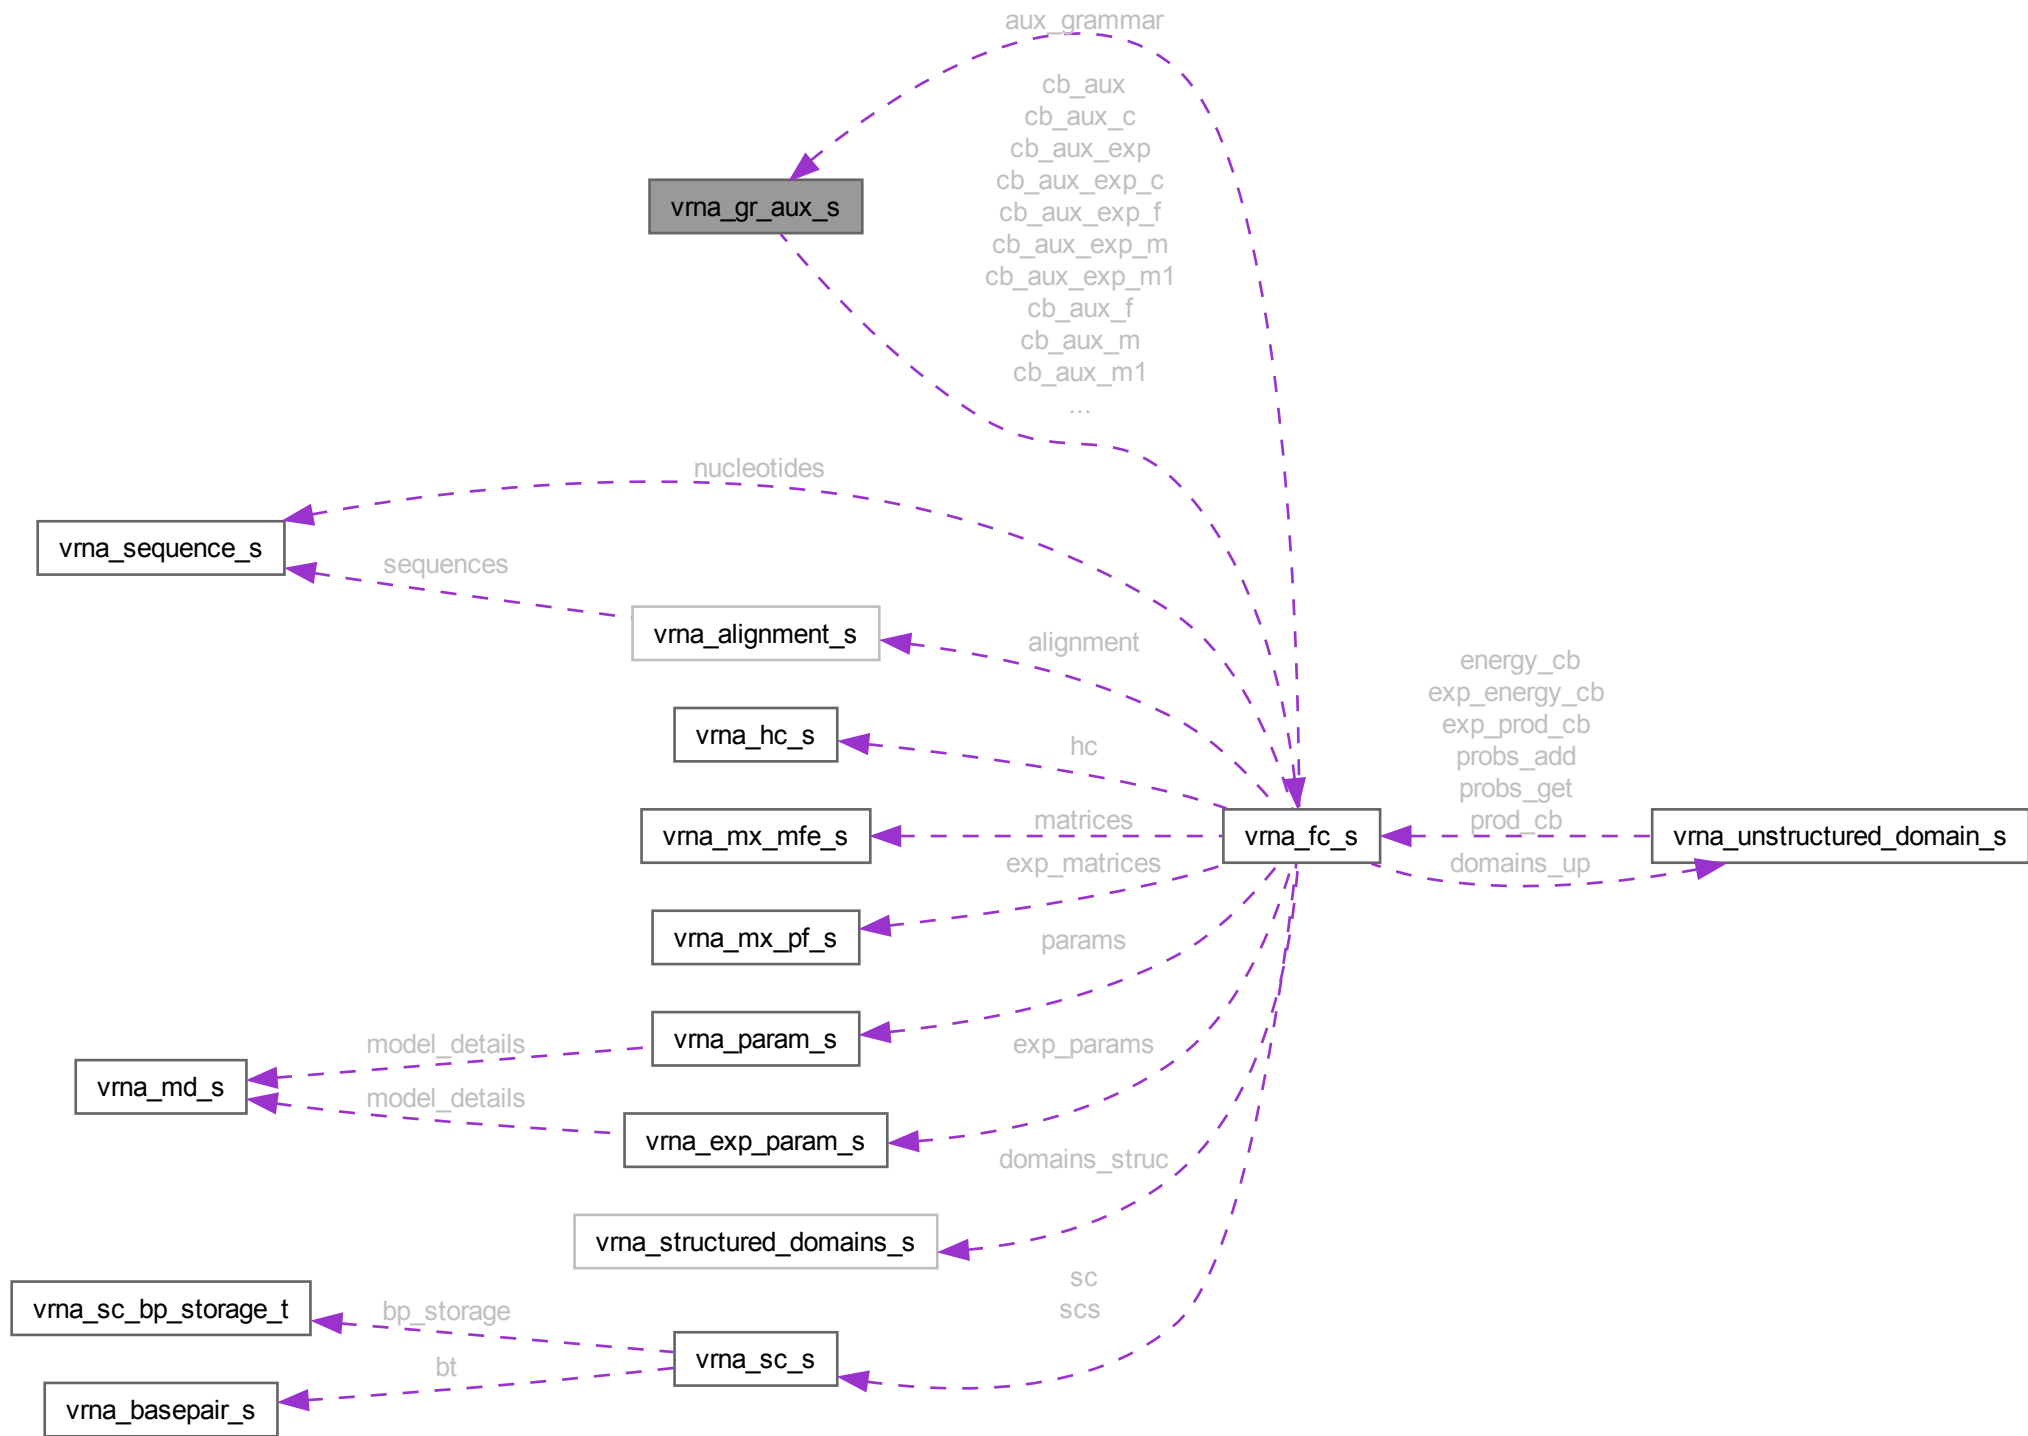 aux_grammar
cb_aux
cb_aux_c
cb_aux_exp
cb_aux_exp_c
cb_aux_exp_f
cb_aux_exp_m
cb_aux_exp_m1
cb_aux_f
cb_aux_m
cb_aux_m1
...
vrna_gr_aux_s
nucleotides
vrna_sequence_s
sequences
vrna_alignment_s
alignment
vrna_hc_s
hc
energy_cb
exp_energy_cb
exp_prod_cb
probs_add
probs_get
prod_cb
vrna_mx_mfe_s
matrices
vrna_fc_s
vrna_unstructured_domain_s
domains_up
exp_matrices
vrna_mx_pf_s
params
vrna_param_s
exp_params
model_details
vrna_md_s
model_details
vrna_exp_param_s
domains_struc
vrna_structured_domains_s
sc
scs
vrna_sc_bp_storage_t
bp_storage
vrna_sc_s
bt
vrna_basepair_s